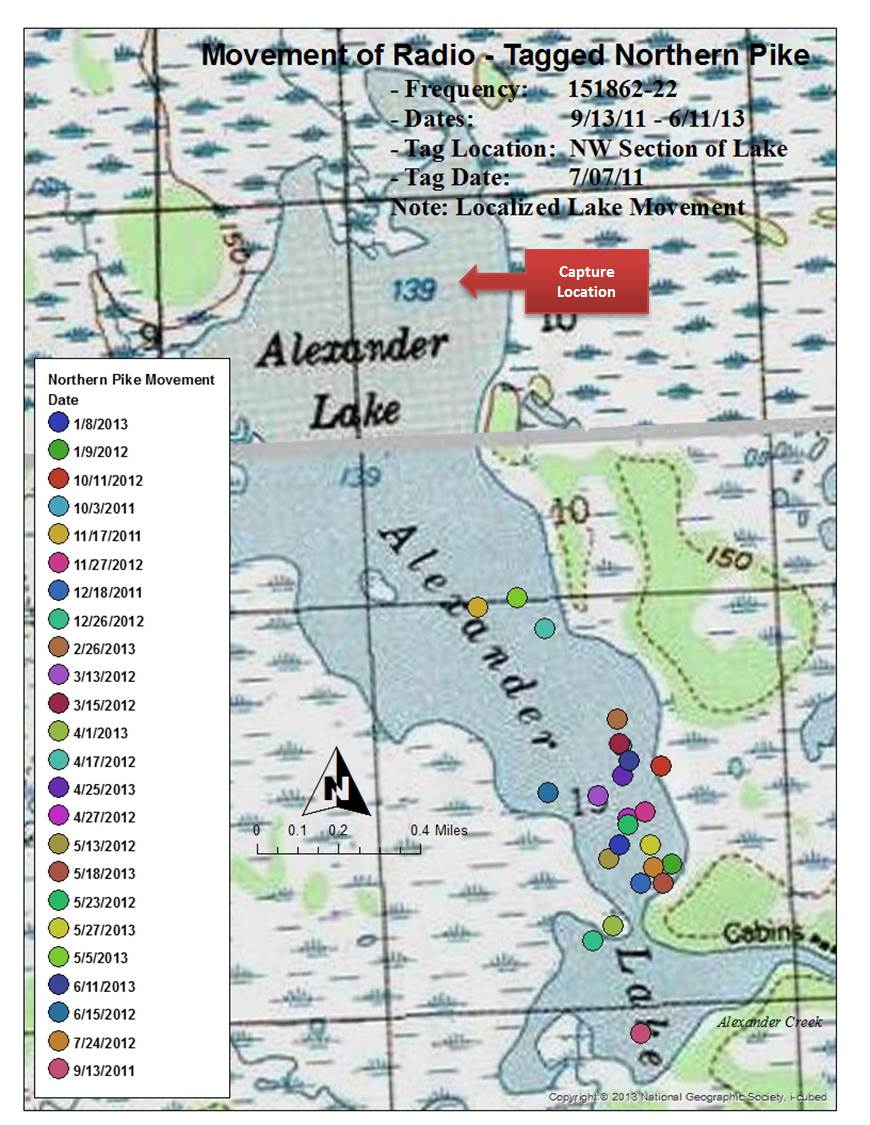 Movement of Radio - Tagged Northern Pike
- Frequency: 151862-22
- Dates: 9/13/11 - 6/11/13
- Tag Location: NW Section of Lake
- Tag Date: 7/07/11
Note: Localized Lake Movement
150
Capture
Location
139
10
9
Alexander
Lake
139
10
150
Alexander
Lake
19
Northern Pike Movement
Date
1/8/2013
1/9/2012
10/11/2012
10/3/2011
11/17/2011
11/27/2012
12/18/2011
12/26/2012
2/26/2013
3/13/2012
3/15/2012
4/1/2013
4/17/2012
4/25/2013
4/27/2012
5/13/2012
5/18/2013
5/23/2012
5/27/2013
5/5/2013
6/11/2013
6/15/2012
7/24/2012
9/13/2011
N
0 0.1 0.2 0.4 Miles
Cabins
Alexander Creek
Copyright:© 2013 National Geographic Society, i-cubed